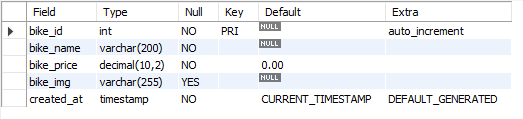 Field Type Null Key Default Extra
bike_id int NO PRI NULL auto_increment
bike_name varchar(200) NO NULL
bike_price decimal(10,2) NO 0.00
bike_img varchar(255) YES NULL
created_at timestamp NO CURRENT_TIMESTAMP DEFAULT_GENERATED